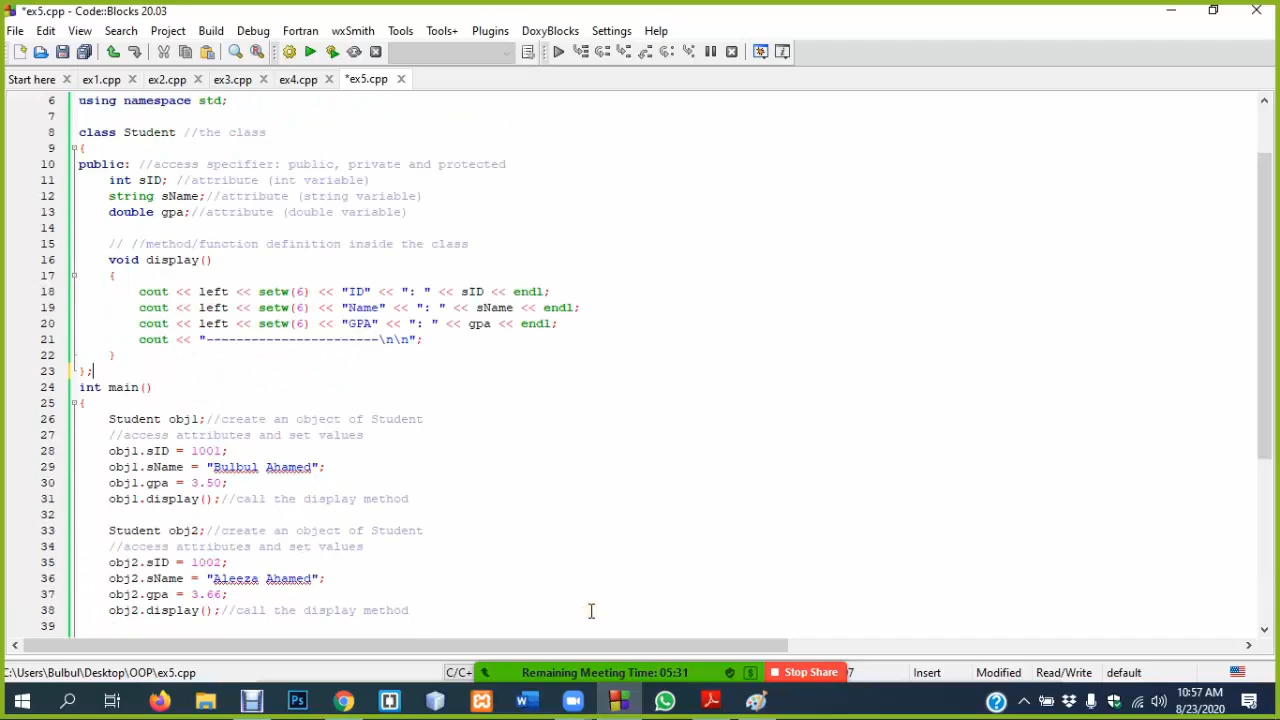 *ex5.cpp - Code::Blocks 20.03
File Edit View Search Project Build Debug Fortran wxSmith Tools Tools+ Plugins DoxyBlocks Settings Help
Start here ex1.cpp ex2.cpp ex3.cpp ex4.cpp *ex5.cpp
6 using namespace std;
7
8 class Student //the class
9 {
10 public: //access specifier: public, private and protected
11 int sID; //attribute (int variable)
12 string sName;//attribute (string variable)
13 double gpa;//attribute (double variable)
14
15 // //method/function definition inside the class
16 void display()
17 {
18 cout << left << setw(6) << "ID" << ": " << sID << endl;
19 cout << left << setw(6) << "Name" << ": " << sName << endl;
20 cout << left << setw(6) << "GPA" << ": " << gpa << endl;
21 cout << "-----------------------\n\n";
22 }
23 };
24 int main()
25 {
26 Student obj1;//create an object of Student
27 //access attributes and set values
28 obj1.sID = 1001;
29 obj1.sName = "Bulbul Ahamed";
30 obj1.gpa = 3.50;
31 obj1.display();//call the display method
32
33 Student obj2;//create an object of Student
34 //access attributes and set values
35 obj2.sID = 1002;
36 obj2.sName = "Aleeza Ahamed";
37 obj2.gpa = 3.66;
38 obj2.display();//call the display method
39
C:\Users\Bulbul\Desktop\OOP\ex5.cpp C/C+ Remaining Meeting Time: 05:31 Stop Share 7 Insert Modified Read/Write default
10:57 AM
8/23/2020